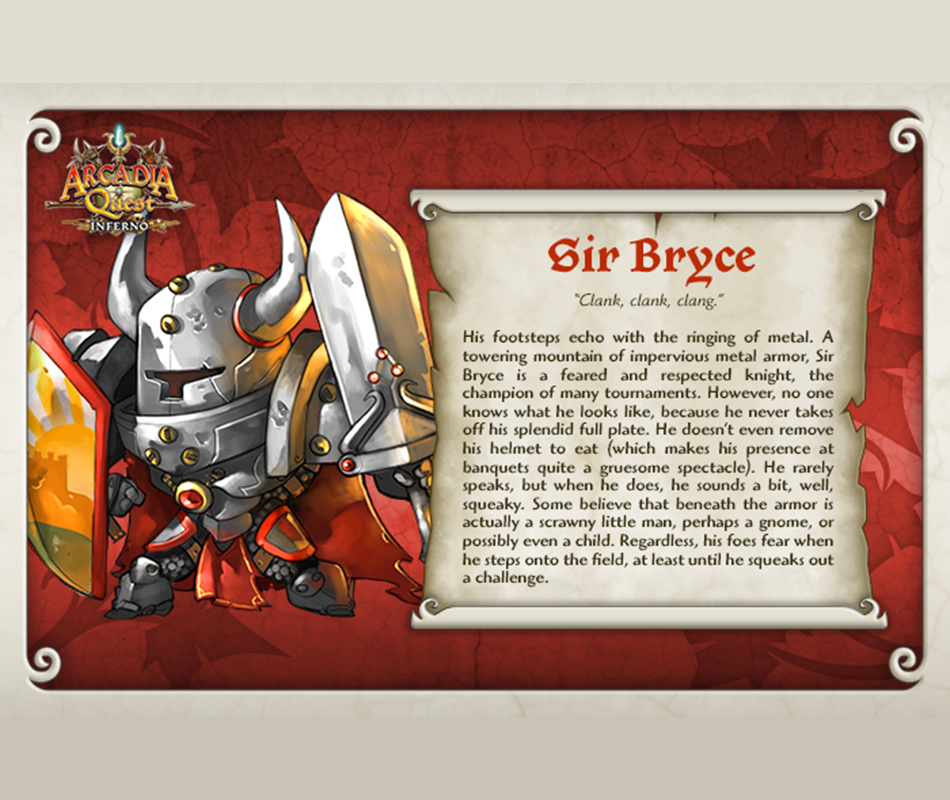 ARCADIA
Quest
INFERNO
Sir Bryce
"Clank, clank, clang."
His footsteps echo with the ringing of metal. A
towering mountain of impervious metal armor, Sir
Bryce is a feared and respected knight, the
champion of many tournaments. However, no one
knows what he looks like, because he never takes
off his splendid full plate. He doesn't even remove
his helmet to eat (which makes his presence at
banquets quite a gruesome spectacle). He rarely
speaks, but when he does, he sounds a bit, well,
squeaky. Some believe that beneath the armor is
actually a scrawny little man, perhaps a gnome, or
possibly even a child. Regardless, his foes fear when
he steps onto the field, at least until he squeaks out
a challenge.